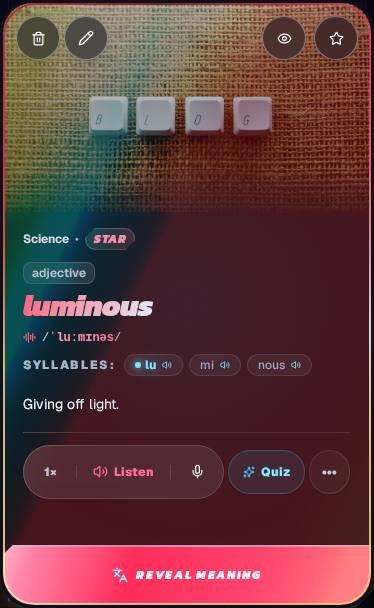 B L O G
Science • STAR
adjective
luminous
/ˈluːmɪnəs/
SYLLABLES: lu mi nous
Giving off light.
1× Listen Quiz
REVEAL MEANING